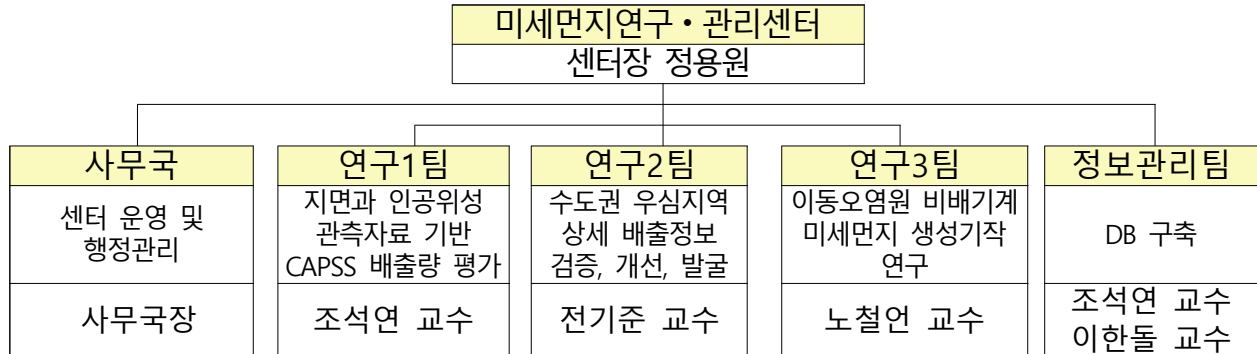 미세먼지연구•관리센터
센터장 정용원
사무국
센터 운영 및
행정관리
사무국장
연구1팀
지면과 인공위성
관측자료 기반
CAPSS 배출량 평가
조석연 교수
연구2팀
수도권 우심지역
상세 배출정보
검증, 개선, 발굴
전기준 교수
연구3팀
이동오염원 비배기계
미세먼지 생성기작
연구
노철언 교수
정보관리팀
DB 구축
조석연 교수
이한돌 교수